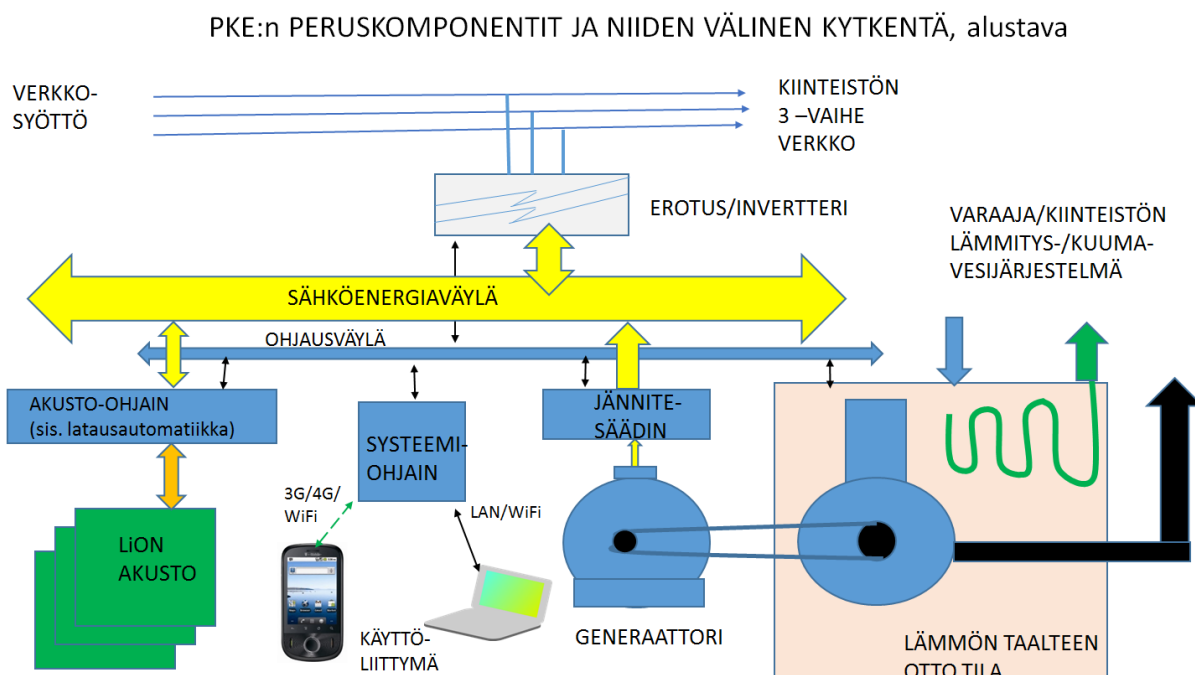 PKE:n PERUSKOMPONENTIT JA NIIDEN VÄLINEN KYTKENTÄ, alustava
VERKKO-
SYÖTTÖ
KIINTEISTÖN
3 –VAIHE
VERKKO
EROTUS/INVERTTERI
VARAAJA/KIINTEISTÖN
LÄMMITYS-/KUUMA-
VESIJÄRJESTELMÄ
SÄHKÖENERGIAVÄYLÄ
OHJAUSVÄYLÄ
AKUSTO-OHJAIN
(sis. latausautomatiikka)
SYSTEEMI-
OHJAIN
JÄNNITE-
SÄÄDIN
3G/4G/
WiFi
LAN/WiFi
LiON
AKUSTO
KÄYTTÖ-
LIITTYMÄ
GENERAATTORI
LÄMMÖN TAALTEEN
OTTO TILA